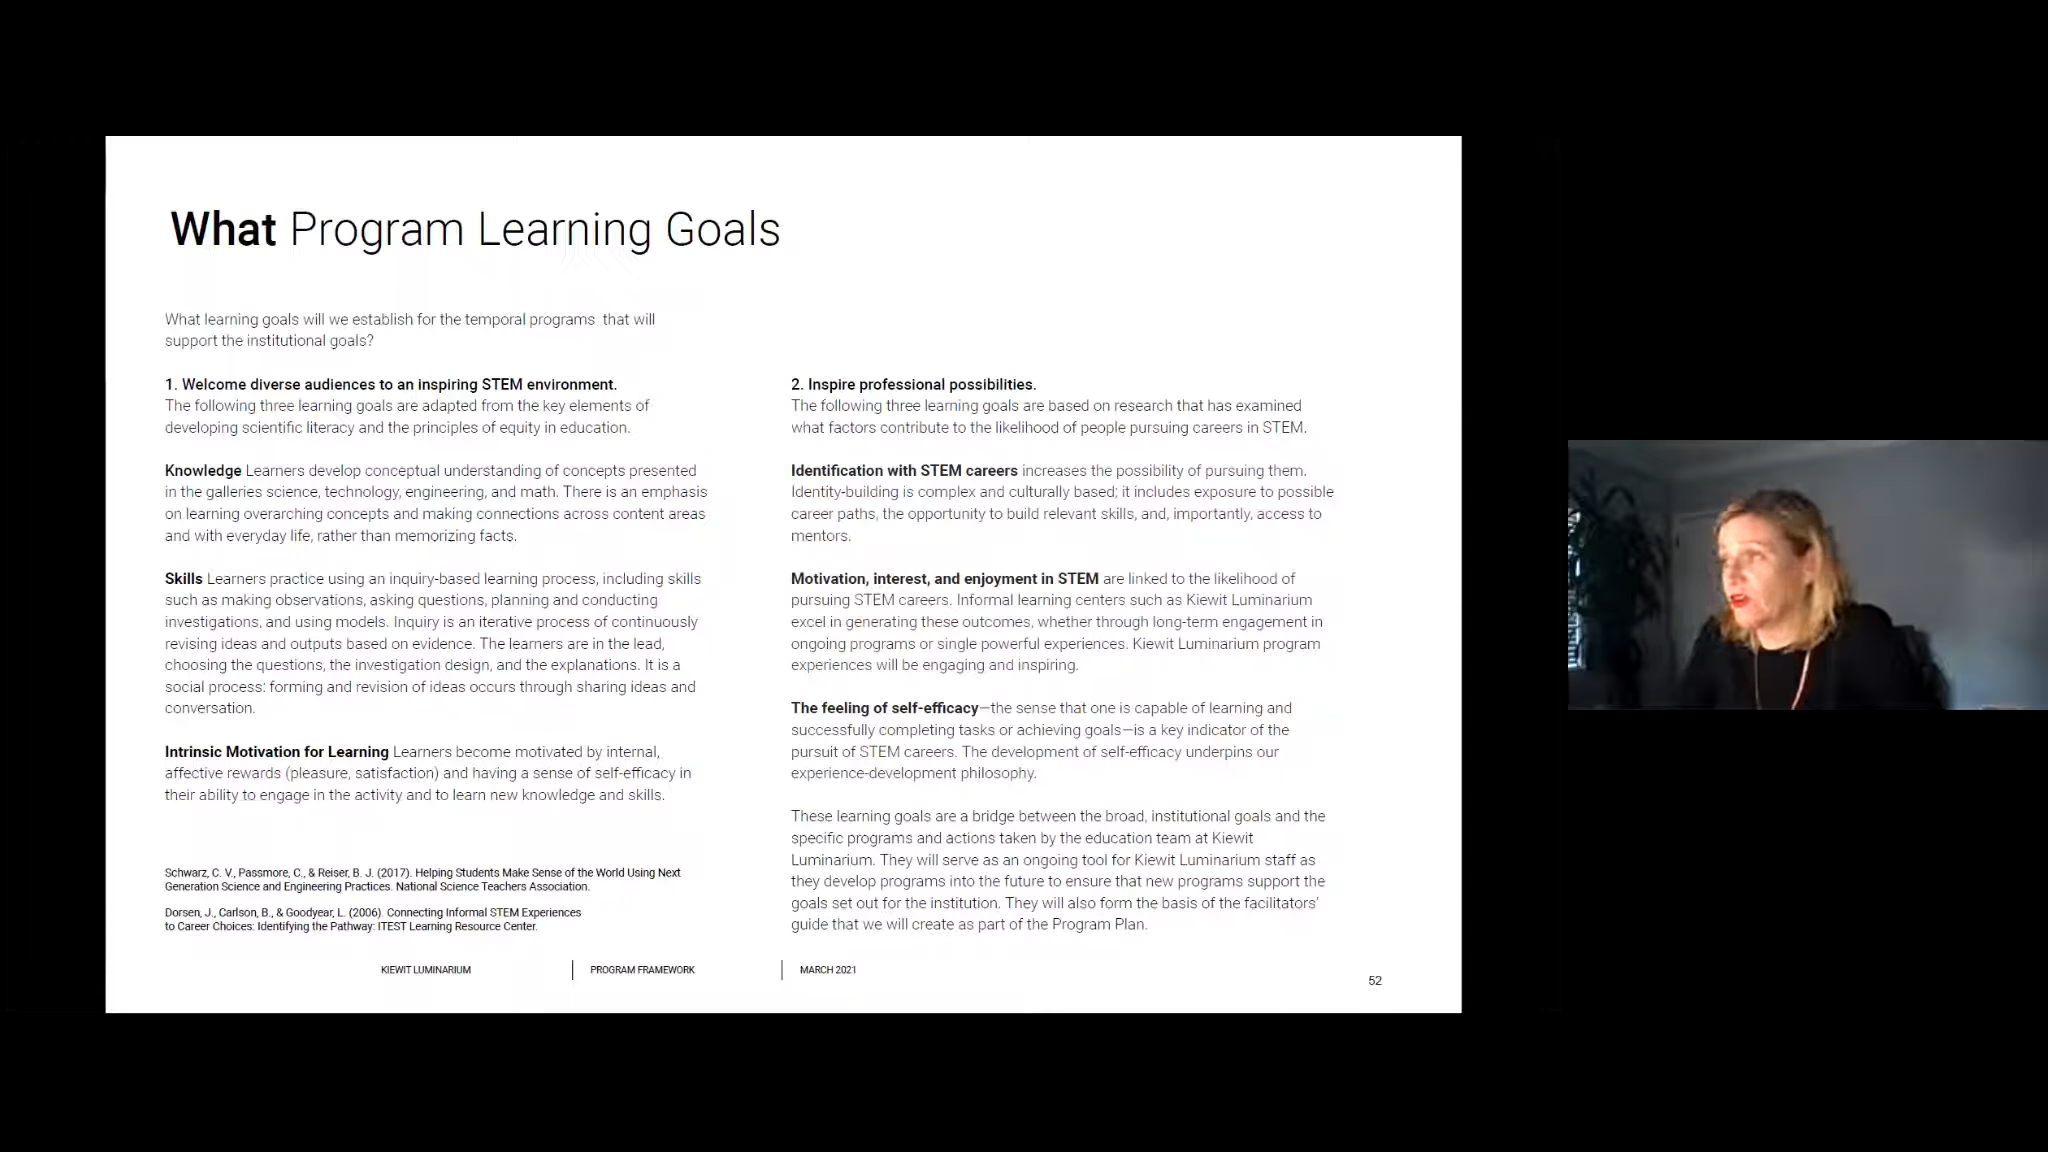 What Program Learning Goals
What learning goals will we establish for the temporal programs that will
support the institutional goals?
1. Welcome diverse audiences to an inspiring STEM environment.
The following three learning goals are adapted from the key elements of
developing scientific literacy and the principles of equity in education.
Knowledge Learners develop conceptual understanding of concepts presented
in the galleries science, technology, engineering, and math. There is an emphasis
on learning overarching concepts and making connections across content areas
and with everyday life, rather than memorizing facts.
Skills Learners practice using an inquiry-based learning process, including skills
such as making observations, asking questions, planning and conducting
investigations, and using models. Inquiry is an iterative process of continuously
revising ideas and outputs based on evidence. The learners are in the lead,
choosing the questions, the investigation design, and the explanations. It is a
social process: forming and revision of ideas occurs through sharing ideas and
conversation.
Intrinsic Motivation for Learning Learners become motivated by internal,
affective rewards (pleasure, satisfaction) and having a sense of self-efficacy in
their ability to engage in the activity and to learn new knowledge and skills.
Schwarz, C. V., Passmore, C., & Reiser, B. J. (2017). Helping Students Make Sense of the World Using Next
Generation Science and Engineering Practices. National Science Teachers Association.
Dorsen, J., Carlson, B., & Goodyear, L. (2006). Connecting Informal STEM Experiences
to Career Choices: Identifying the Pathway: ITEST Learning Resource Center.
2. Inspire professional possibilities.
The following three learning goals are based on research that has examined
what factors contribute to the likelihood of people pursuing careers in STEM.
Identification with STEM careers increases the possibility of pursuing them.
Identity-building is complex and culturally based; it includes exposure to possible
career paths, the opportunity to build relevant skills, and, importantly, access to
mentors.
Motivation, interest, and enjoyment in STEM are linked to the likelihood of
pursuing STEM careers. Informal learning centers such as Kiewit Luminarium
excel in generating these outcomes, whether through long-term engagement in
ongoing programs or single powerful experiences. Kiewit Luminarium program
experiences will be engaging and inspiring.
The feeling of self-efficacy—the sense that one is capable of learning and
successfully completing tasks or achieving goals—is a key indicator of the
pursuit of STEM careers. The development of self-efficacy underpins our
experience-development philosophy.
These learning goals are a bridge between the broad, institutional goals and the
specific programs and actions taken by the education team at Kiewit
Luminarium. They will serve as an ongoing tool for Kiewit Luminarium staff as
they develop programs into the future to ensure that new programs support the
goals set out for the institution. They will also form the basis of the facilitators'
guide that we will create as part of the Program Plan.
KIEWIT LUMINARIUM
PROGRAM FRAMEWORK
MARCH 2021
52